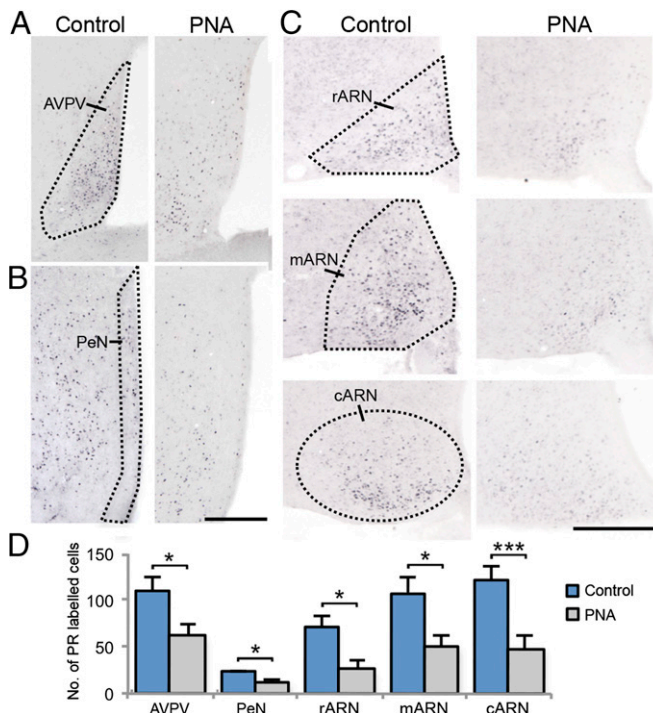 A
Control
PNA
AVPV
B
PeN
C
Control
PNA
rARN
mARN
cARN
D
No. of PR labelled cells
150
100
50
0
*
*
*
*
***
AVPV
PeN
rARN
mARN
cARN
Control
PNA